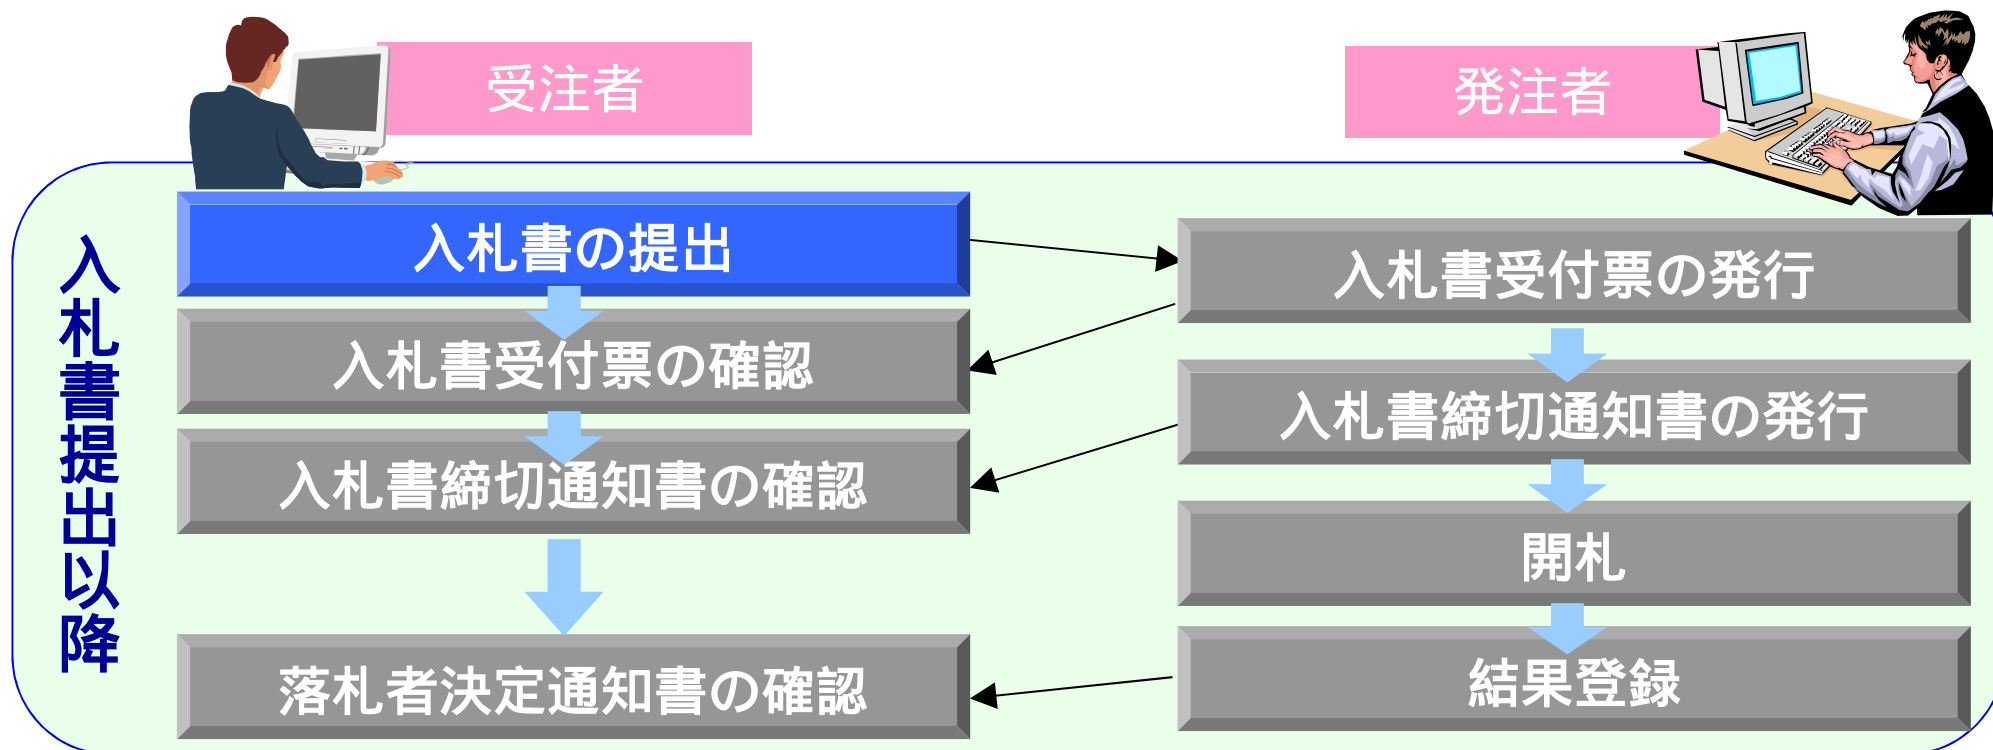 受注者
発注者
入札書提出以降
入札書の提出
入札書受付票の発行
入札書受付票の確認
入札書締切通知書の発行
入札書締切通知書の確認
開札
落札者決定通知書の確認
結果登録